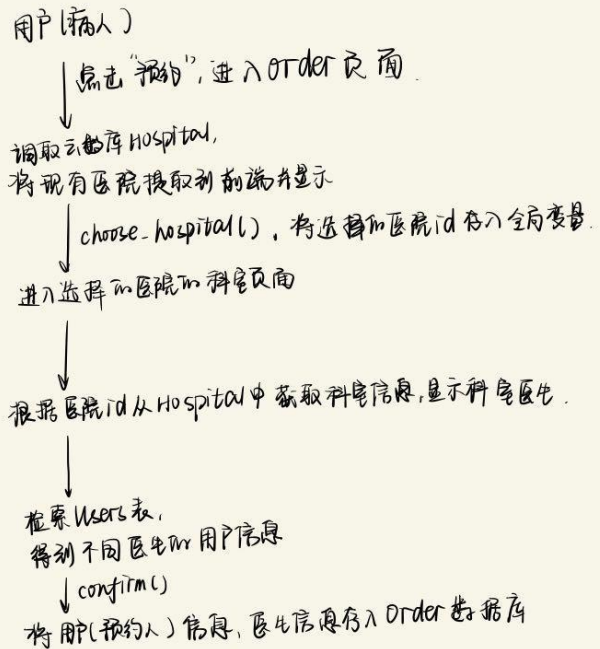 用户(病人)
点击“预约”,进入order页面.
调取云数据库Hospital,
将现有医院提取到前端并显示
choose_hospital(), 将选择的医院id存入全局变量.
进入选择的医院的科室页面
根据医院id从Hospital中获取科室信息,显示科室医生.
检索Users表,
得到不同医生的用户信息
confirm()
将用户(预约人)信息,医生信息存入Order数据库